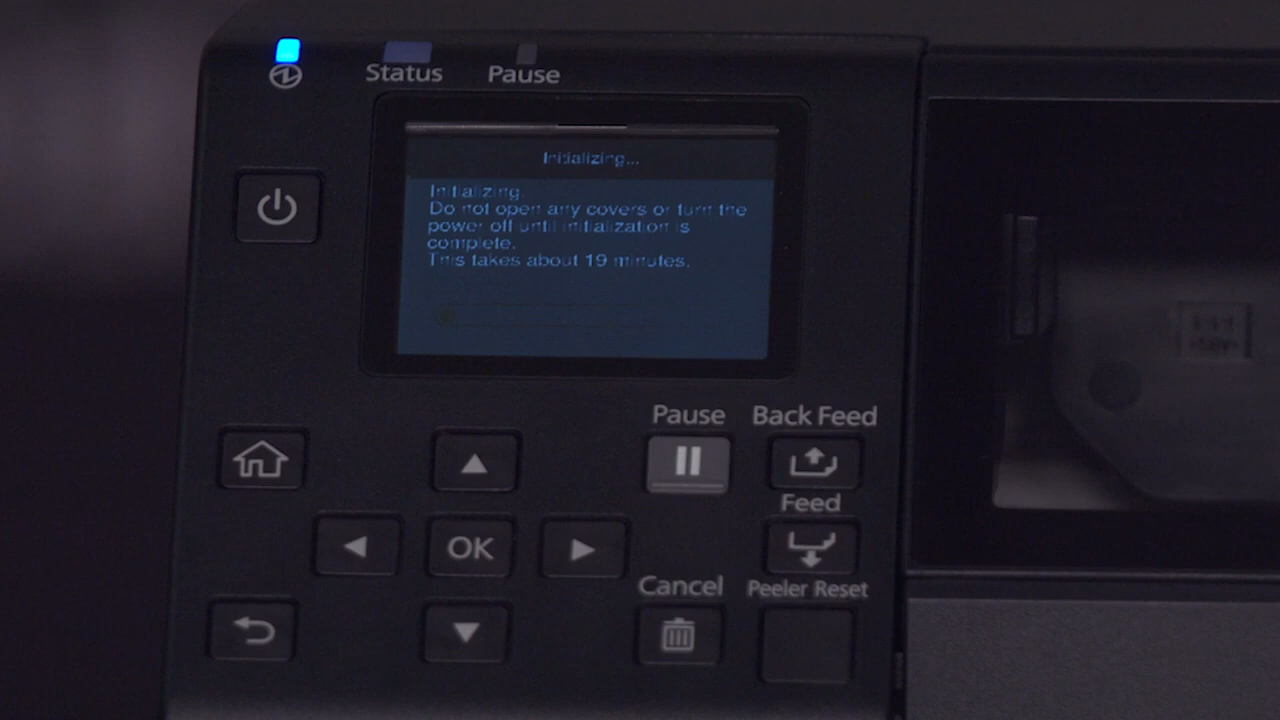 Status
Pause
Initializing...
Initializing.
Do not open any covers or turn the
power off until initialization is
complete.
This takes about 19 minutes.
Pause
Back Feed
Feed
OK
Cancel
Peeler Reset